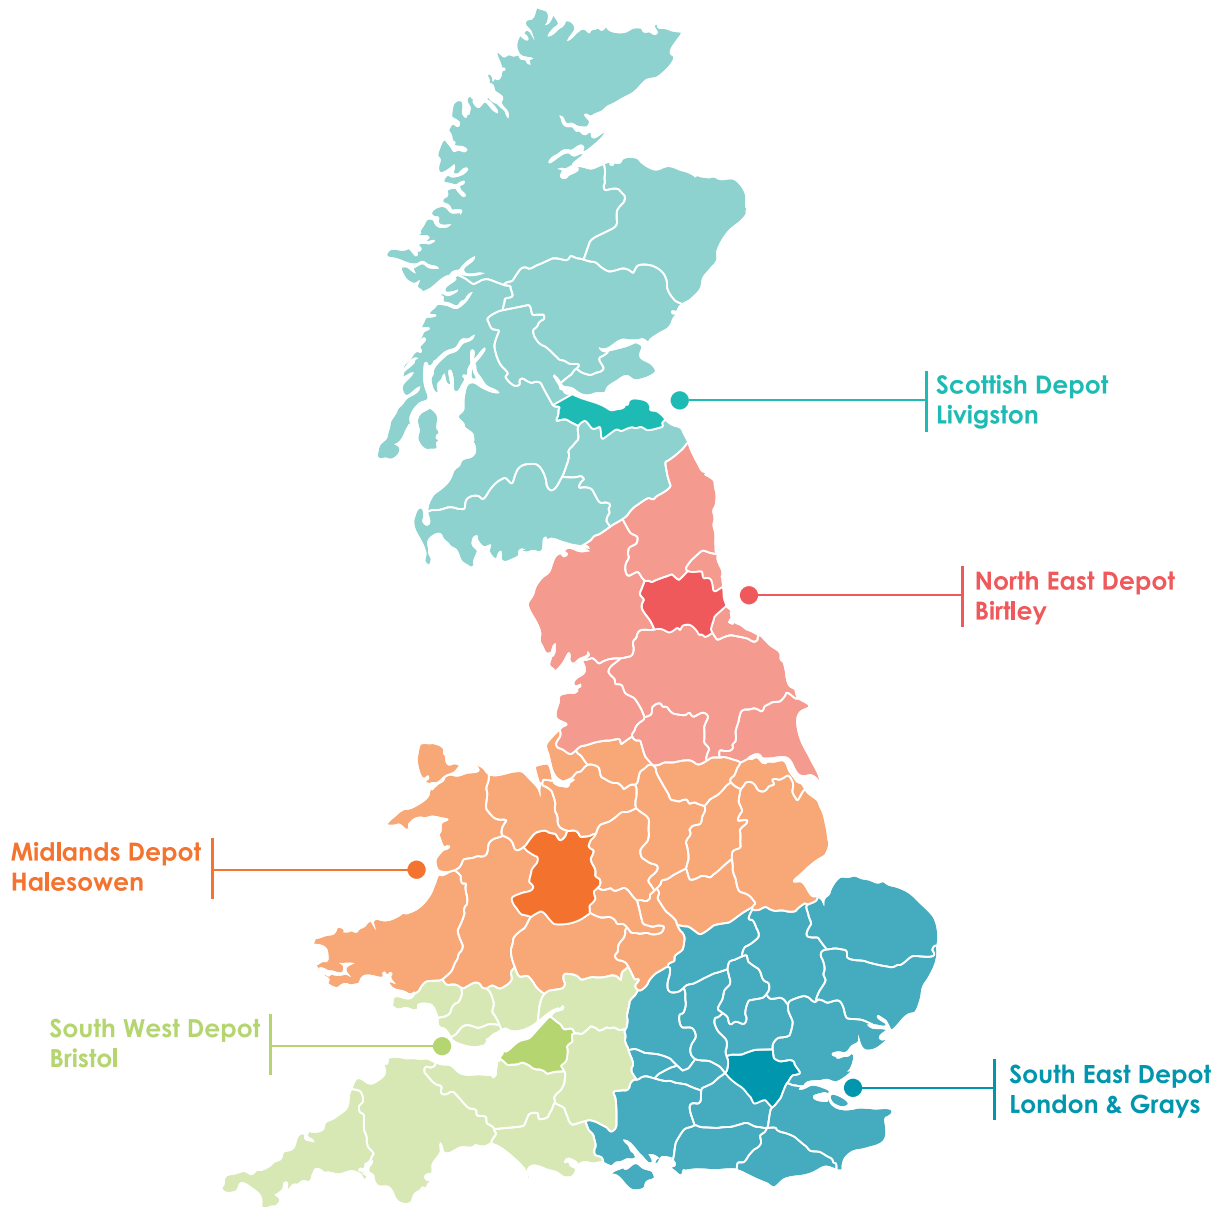 Scottish Depot
Livigston
North East Depot
Birtley
Midlands Depot
Halesowen
South West Depot
Bristol
South East Depot
London & Grays